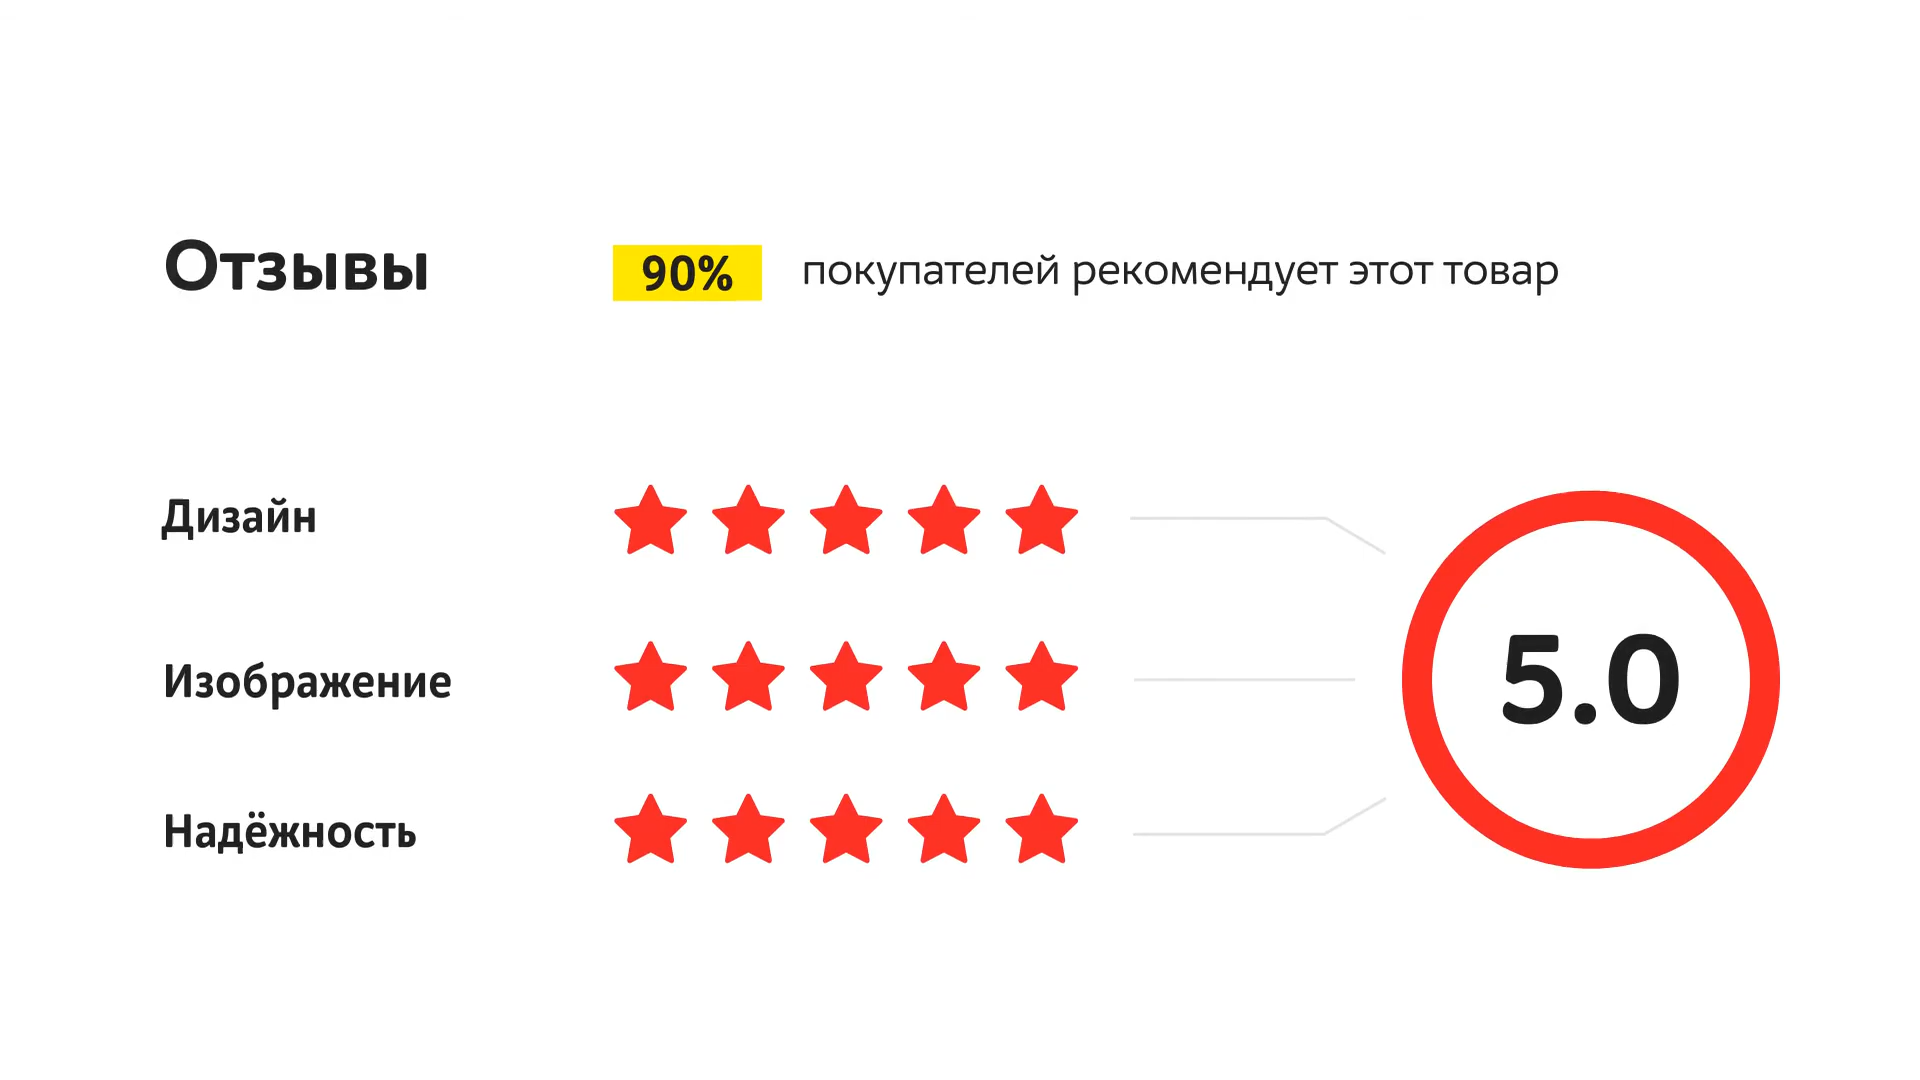 Отзывы
90% покупателей рекомендует этот товар
Дизайн
Изображение
5.0
Надёжность